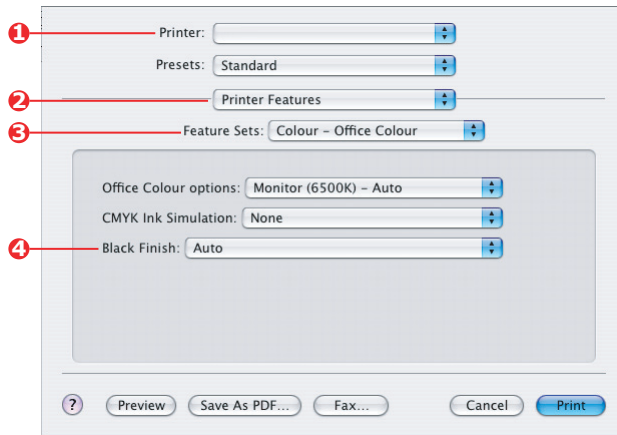 1 Printer:
Presets: Standard
2 Printer Features
3 Feature Sets: Colour – Office Colour
Office Colour options: Monitor (6500K) – Auto
CMYK Ink Simulation: None
4 Black Finish: Auto
? Preview Save As PDF... Fax... Cancel Print